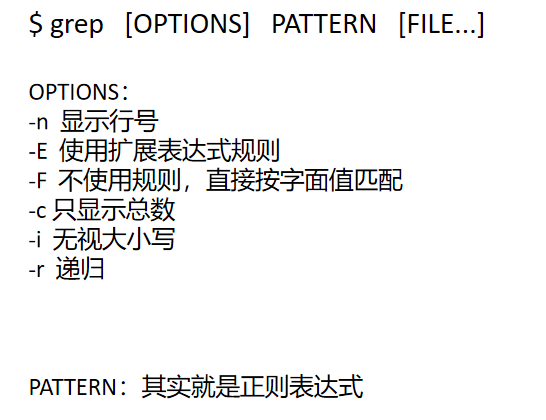 $ grep [OPTIONS] PATTERN [FILE...]
OPTIONS：
-n 显示行号
-E 使用扩展表达式规则
-F 不使用规则，直接按字面值匹配
-c 只显示总数
-i 无视大小写
-r 递归
PATTERN：其实就是正则表达式